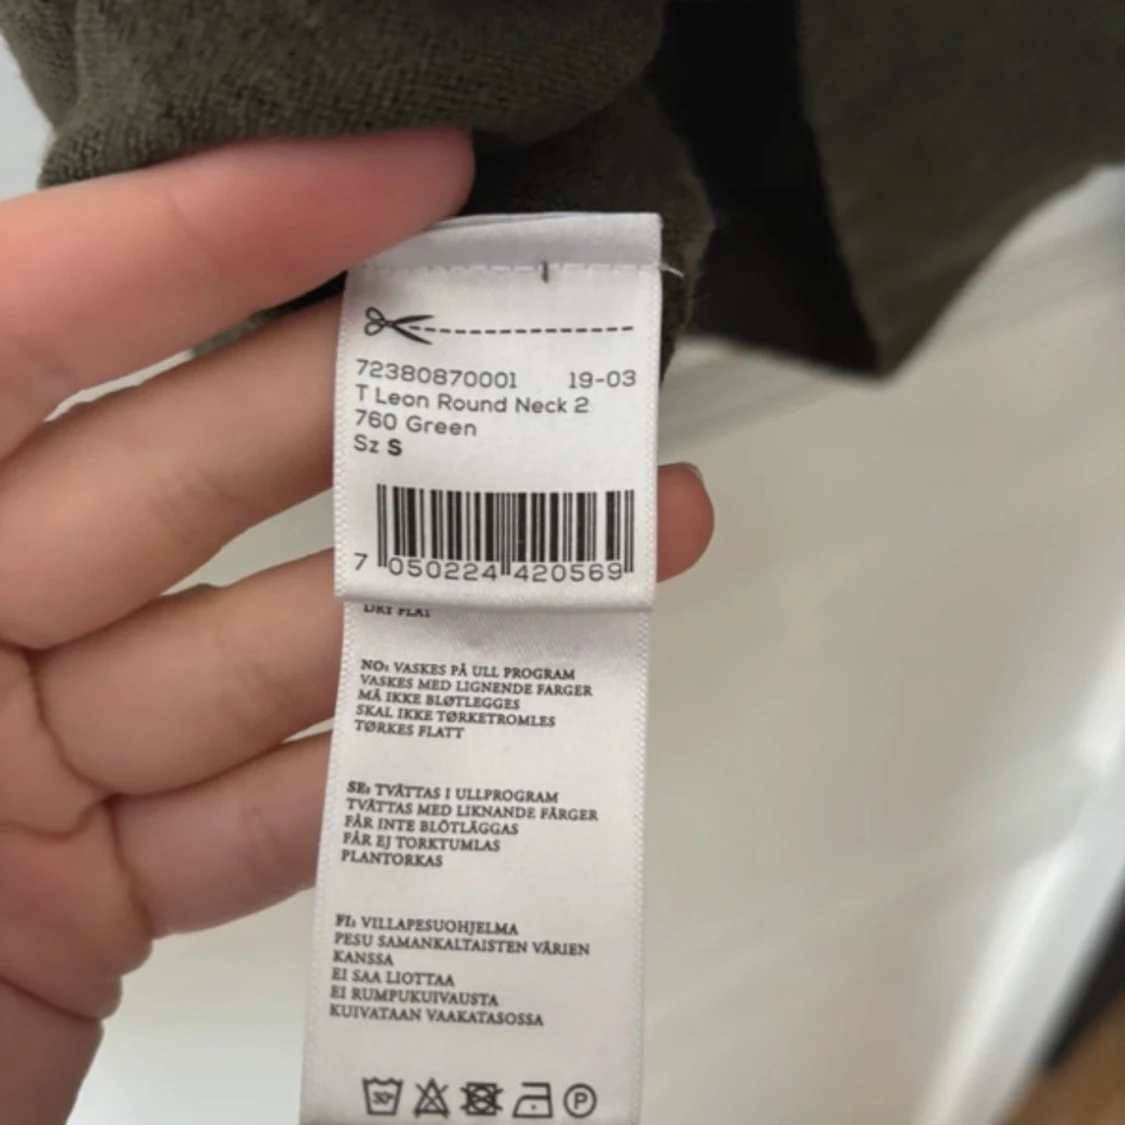 72380870001 19-03
T Leon Round Neck 2
760 Green
Sz S
7 050224 420569
DRY FLAT
NO: VASKES PÅ ULL PROGRAM
VASKES MED LIGNENDE FARGER
MÅ IKKE BLØTLEGGES
SKAL IKKE TØRKETROMLES
TØRKES FLATT
SE: TVÄTTAS I ULLPROGRAM
TVÄTTAS MED LIKNANDE FÄRGER
FÅR INTE BLÖTLÄGGAS
FÅR EJ TORKTUMLAS
PLANTORKAS
FI: VILLAPESUOHJELMA
PESU SAMANKALTAISTEN VÄRIEN
KANSSA
EI SAA LIOTTAA
EI RUMPUKUIVAUSTA
KUIVATAAN VAAKATASOSSA
30° P